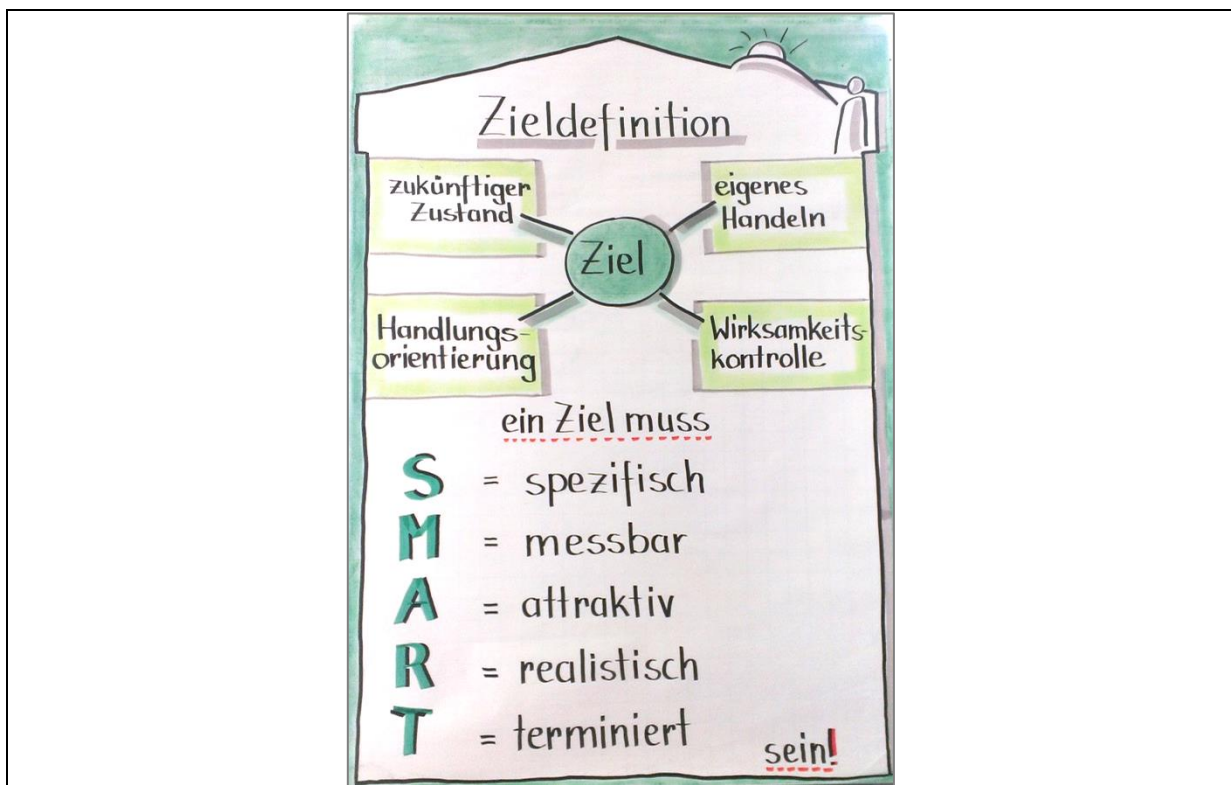 Zieldefinition
zukünftiger
Zustand
eigenes
Handeln
Ziel
Handlungs-
orientierung
Wirksamkeits-
kontrolle
ein Ziel muss
S = spezifisch
M = messbar
A = attraktiv
R = realistisch
T = terminiert
sein!